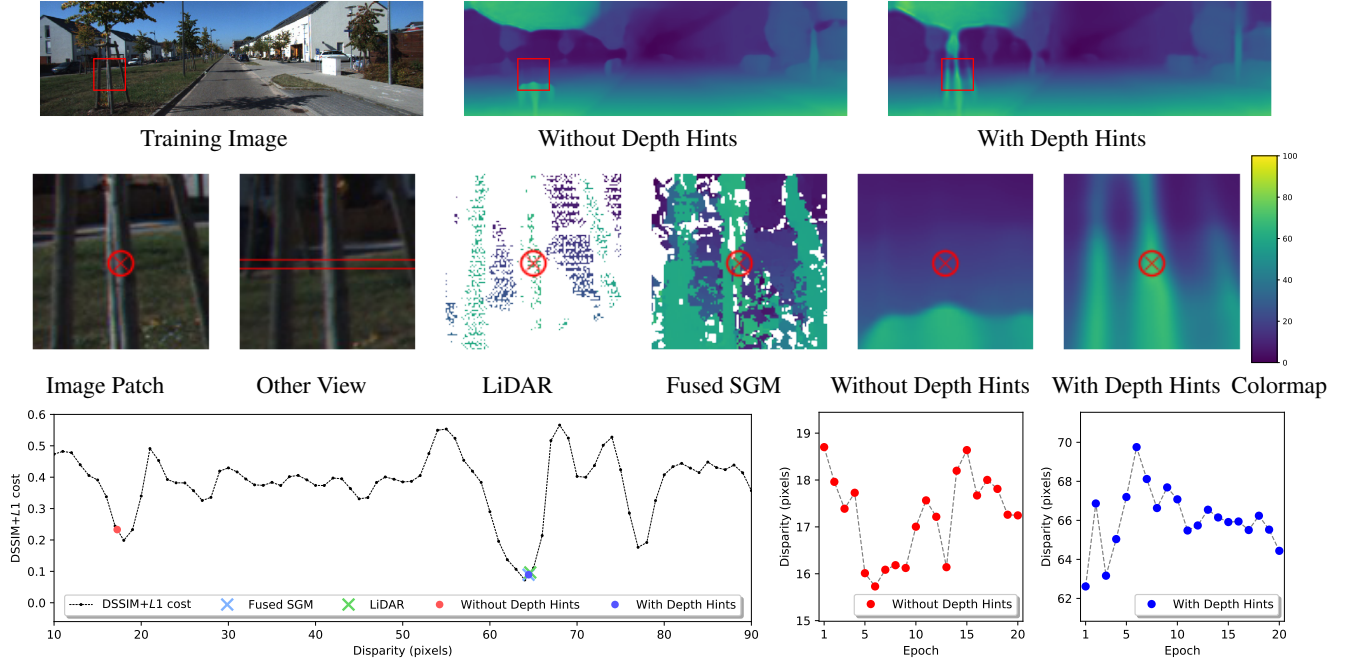 Training Image
Without Depth Hints
With Depth Hints
100
80
60
40
20
0
Image Patch
Other View
LiDAR
Fused SGM
Without Depth Hints
With Depth Hints
Colormap
DSSIM+L1 cost
0.6
0.5
0.4
0.3
0.2
0.1
0.0
DSSIM+L1 cost
Fused SGM
LiDAR
Without Depth Hints
With Depth Hints
10 20 30 40 50 60 70 80 90
Disparity (pixels)
Disparity (pixels)
19
18
17
16
15
Without Depth Hints
1 5 10 15 20
Epoch
Disparity (pixels)
70
68
66
64
62
With Depth Hints
1 5 10 15 20
Epoch